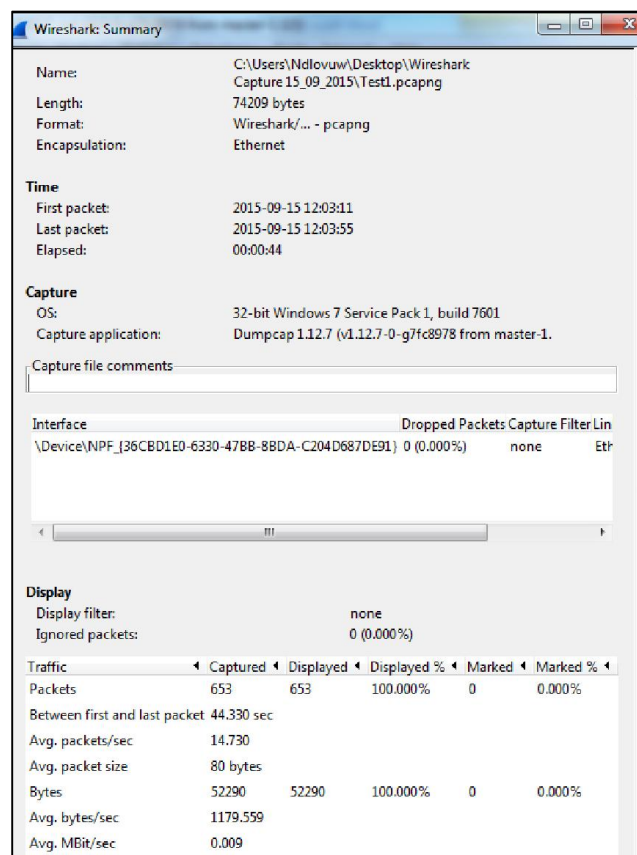 Wireshark: Summary
Name: C:\Users\Ndlovuw\Desktop\Wireshark
Capture 15_09_2015\Test1.pcapng
Length: 74209 bytes
Format: Wireshark/... - pcapng
Encapsulation: Ethernet
Time
First packet: 2015-09-15 12:03:11
Last packet: 2015-09-15 12:03:55
Elapsed: 00:00:44
Capture
OS: 32-bit Windows 7 Service Pack 1, build 7601
Capture application: Dumpcap 1.12.7 (v1.12.7-0-g7fc8978 from master-1.
Capture file comments
Interface Dropped Packets Capture Filter Lin
\Device\NPF_{36CBD1E0-6330-47BB-8BDA-C204D687DE91} 0 (0.000%) none Eth
Display
Display filter: none
Ignored packets: 0 (0.000%)
Traffic Captured Displayed Displayed % Marked Marked %
Packets 653 653 100.000% 0 0.000%
Between first and last packet 44.330 sec
Avg. packets/sec 14.730
Avg. packet size 80 bytes
Bytes 52290 52290 100.000% 0 0.000%
Avg. bytes/sec 1179.559
Avg. MBit/sec 0.009